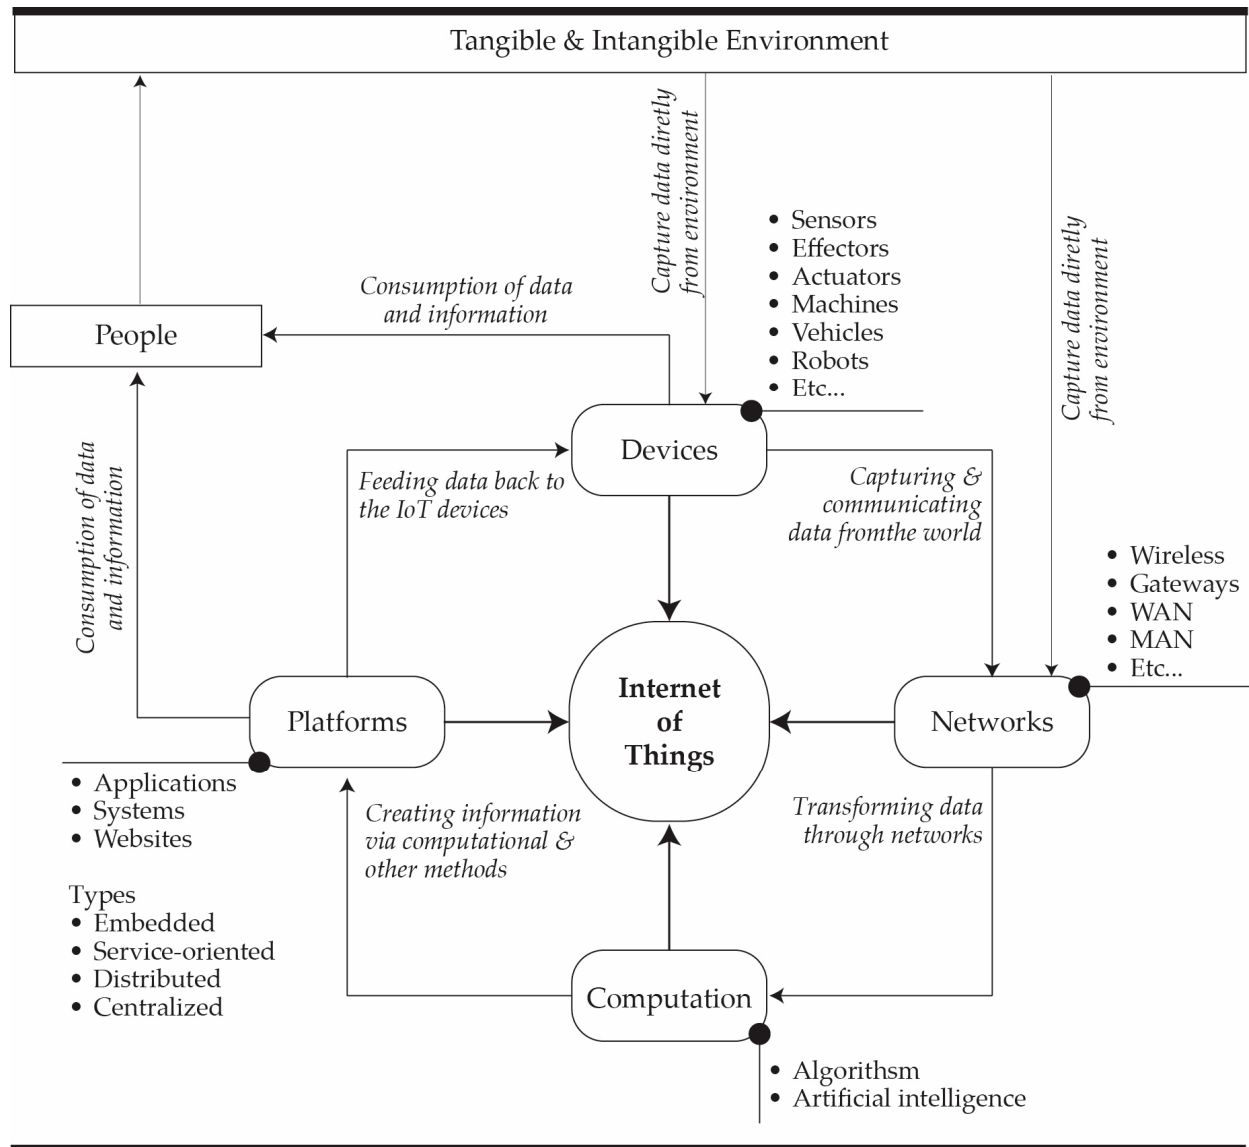 Tangible & Intangible Environment
Capture data diretly
from environment
Capture data diretly
from environment
• Sensors
• Effectors
• Actuators
• Machines
• Vehicles
• Robots
• Etc...
Consumption of data
and information
People
Devices
Feeding data back to
the IoT devices
Capturing &
communicating
data fromthe world
Consumption of data
and information
• Wireless
• Gateways
• WAN
• MAN
• Etc...
Platforms
Internet
of
Things
Networks
• Applications
• Systems
• Websites
Types
• Embedded
• Service-oriented
• Distributed
• Centralized
Creating information
via computational &
other methods
Transforming data
through networks
Computation
• Algorithsm
• Artificial intelligence